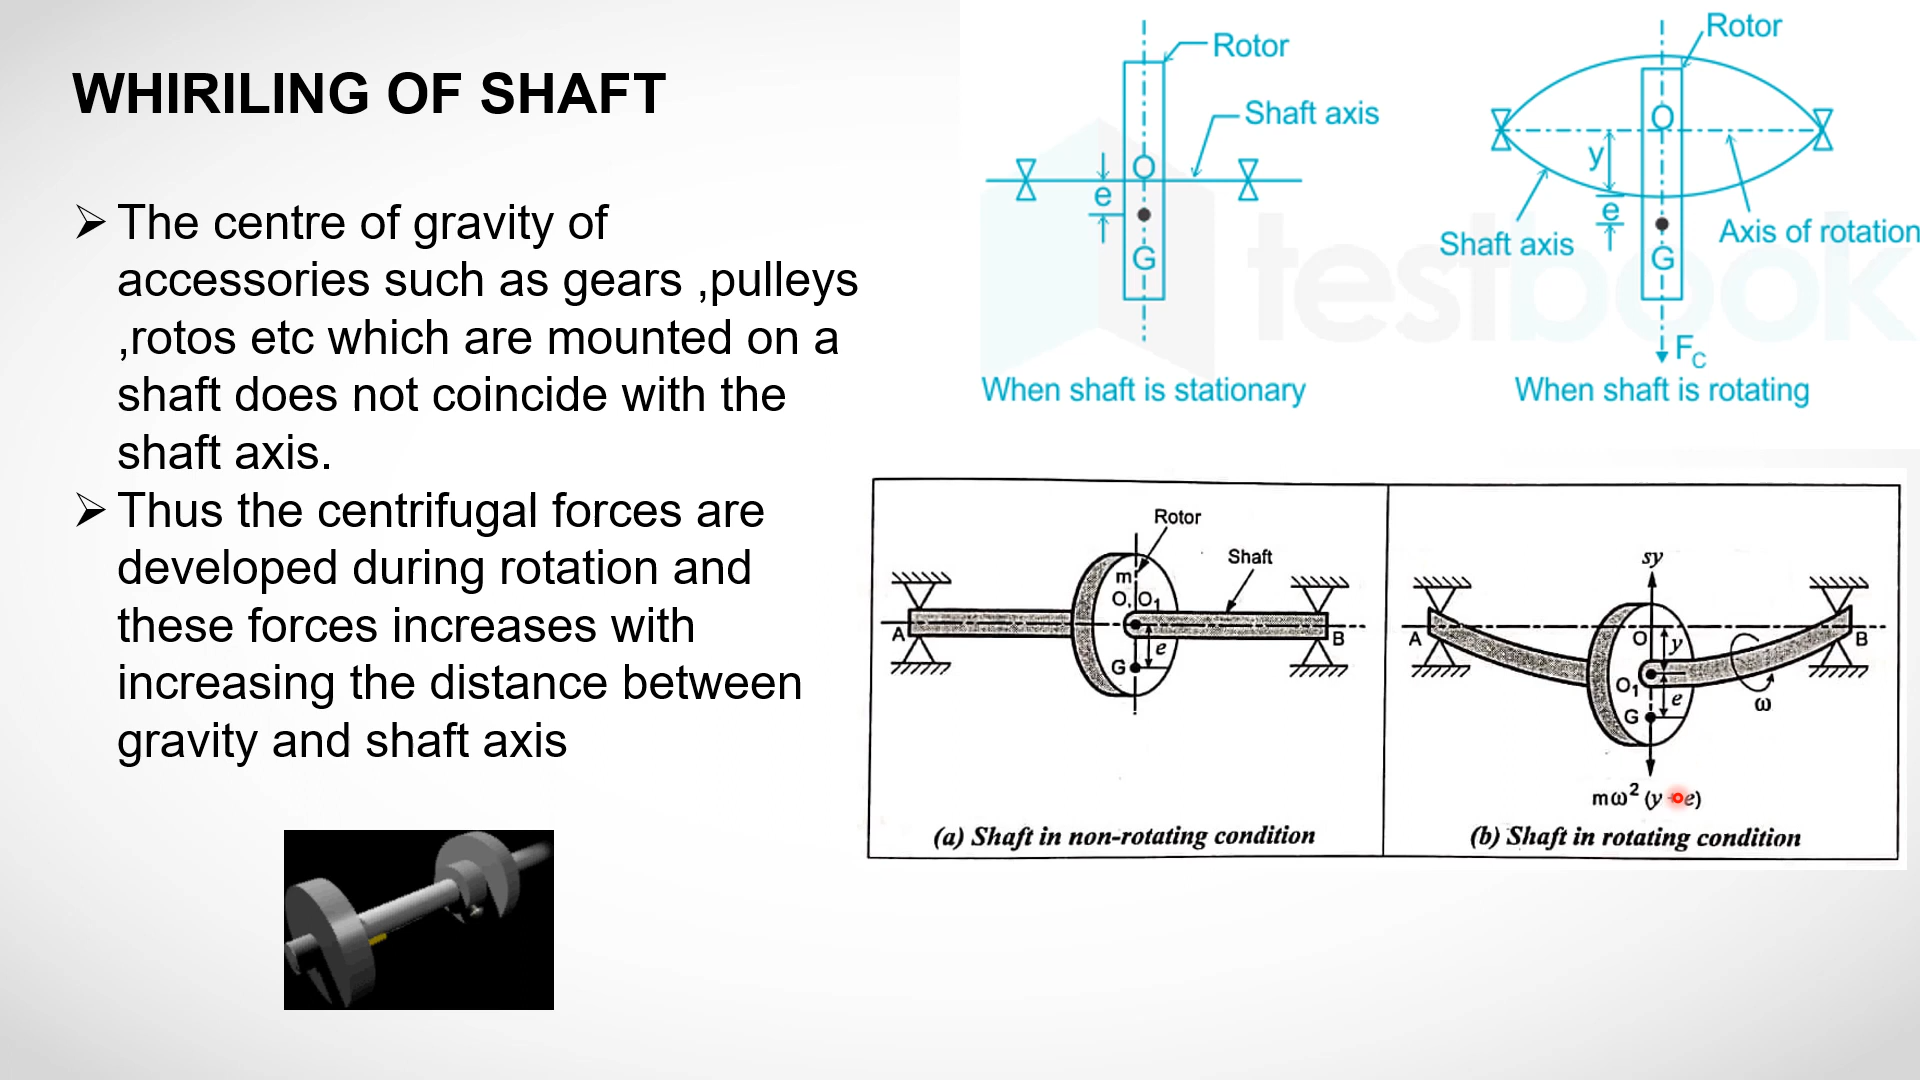 WHIRILING OF SHAFT
➢ The centre of gravity of
accessories such as gears ,pulleys
,rotos etc which are mounted on a
shaft does not coincide with the
shaft axis.
➢ Thus the centrifugal forces are
developed during rotation and
these forces increases with
increasing the distance between
gravity and shaft axis
Rotor
Shaft axis
O
e
G
When shaft is stationary
Rotor
O
y
e
Shaft axis
Axis of rotation
G
Fc
When shaft is rotating
testbook
Rotor
Shaft
m
O, O1
A
B
e
G
(a) Shaft in non-rotating condition
sy
A
O
y
B
O1
e
G
ω
mω² (y + e)
(b) Shaft in rotating condition